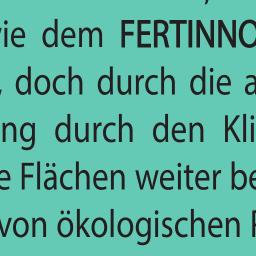 wie dem FERTINNO
, doch durch die a
ng durch den Kli
e Flächen weiter be
von ökologischen